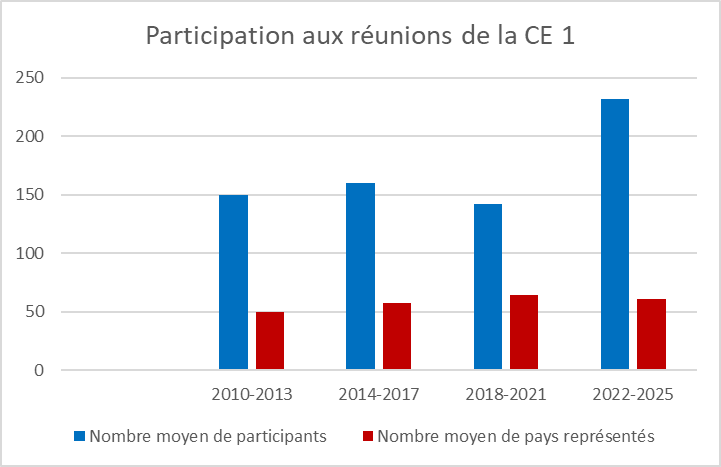 Participation aux réunions de la CE 1
250
200
150
100
50
0
2010-2013 2014-2017 2018-2021 2022-2025
Nombre moyen de participants Nombre moyen de pays représentés